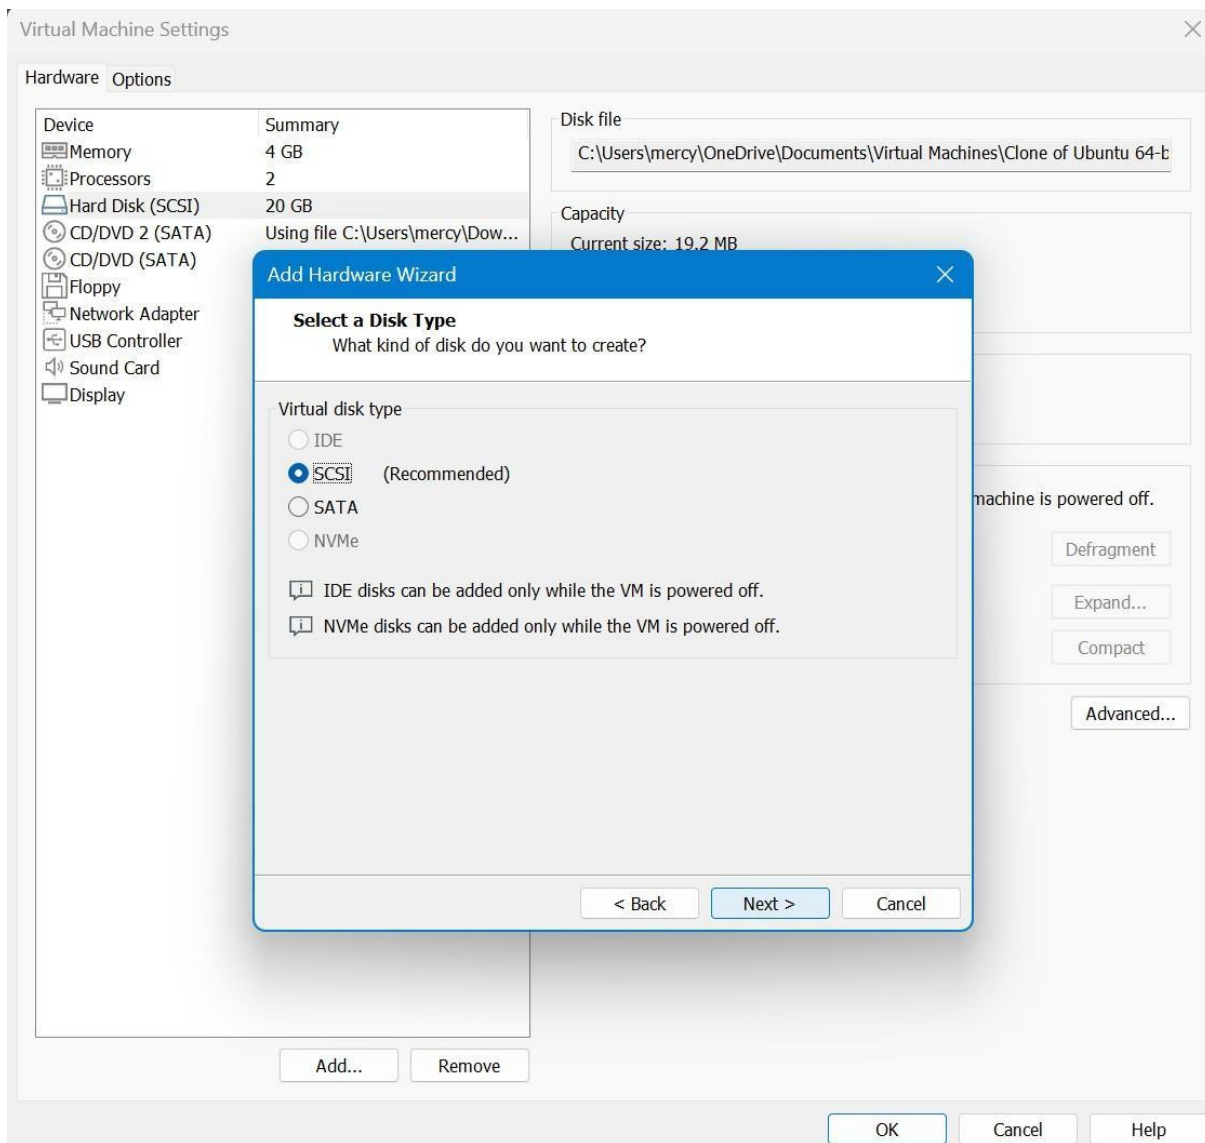 Virtual Machine Settings
Hardware Options
Device Summary
Memory 4 GB
Processors 2
Hard Disk (SCSI) 20 GB
CD/DVD 2 (SATA) Using file C:\Users\mercy\Dow...
CD/DVD (SATA)
Floppy
Network Adapter
USB Controller
Sound Card
Display
Add... Remove
Disk file
C:\Users\mercy\OneDrive\Documents\Virtual Machines\Clone of Ubuntu 64-b
Capacity
Current size: 19.2 MB
machine is powered off.
Defragment
Expand...
Compact
Advanced...
Add Hardware Wizard
Select a Disk Type
What kind of disk do you want to create?
Virtual disk type
IDE
SCSI (Recommended)
SATA
NVMe
IDE disks can be added only while the VM is powered off.
NVMe disks can be added only while the VM is powered off.
< Back Next > Cancel
OK Cancel Help